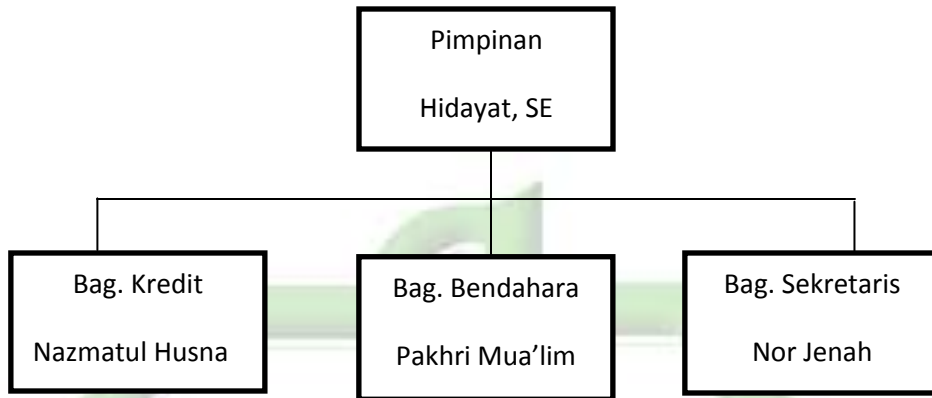 Pimpinan
Hidayat, SE
Bag. Kredit
Nazmatul Husna
Bag. Bendahara
Pakhri Mua’lim
Bag. Sekretaris
Nor Jenah